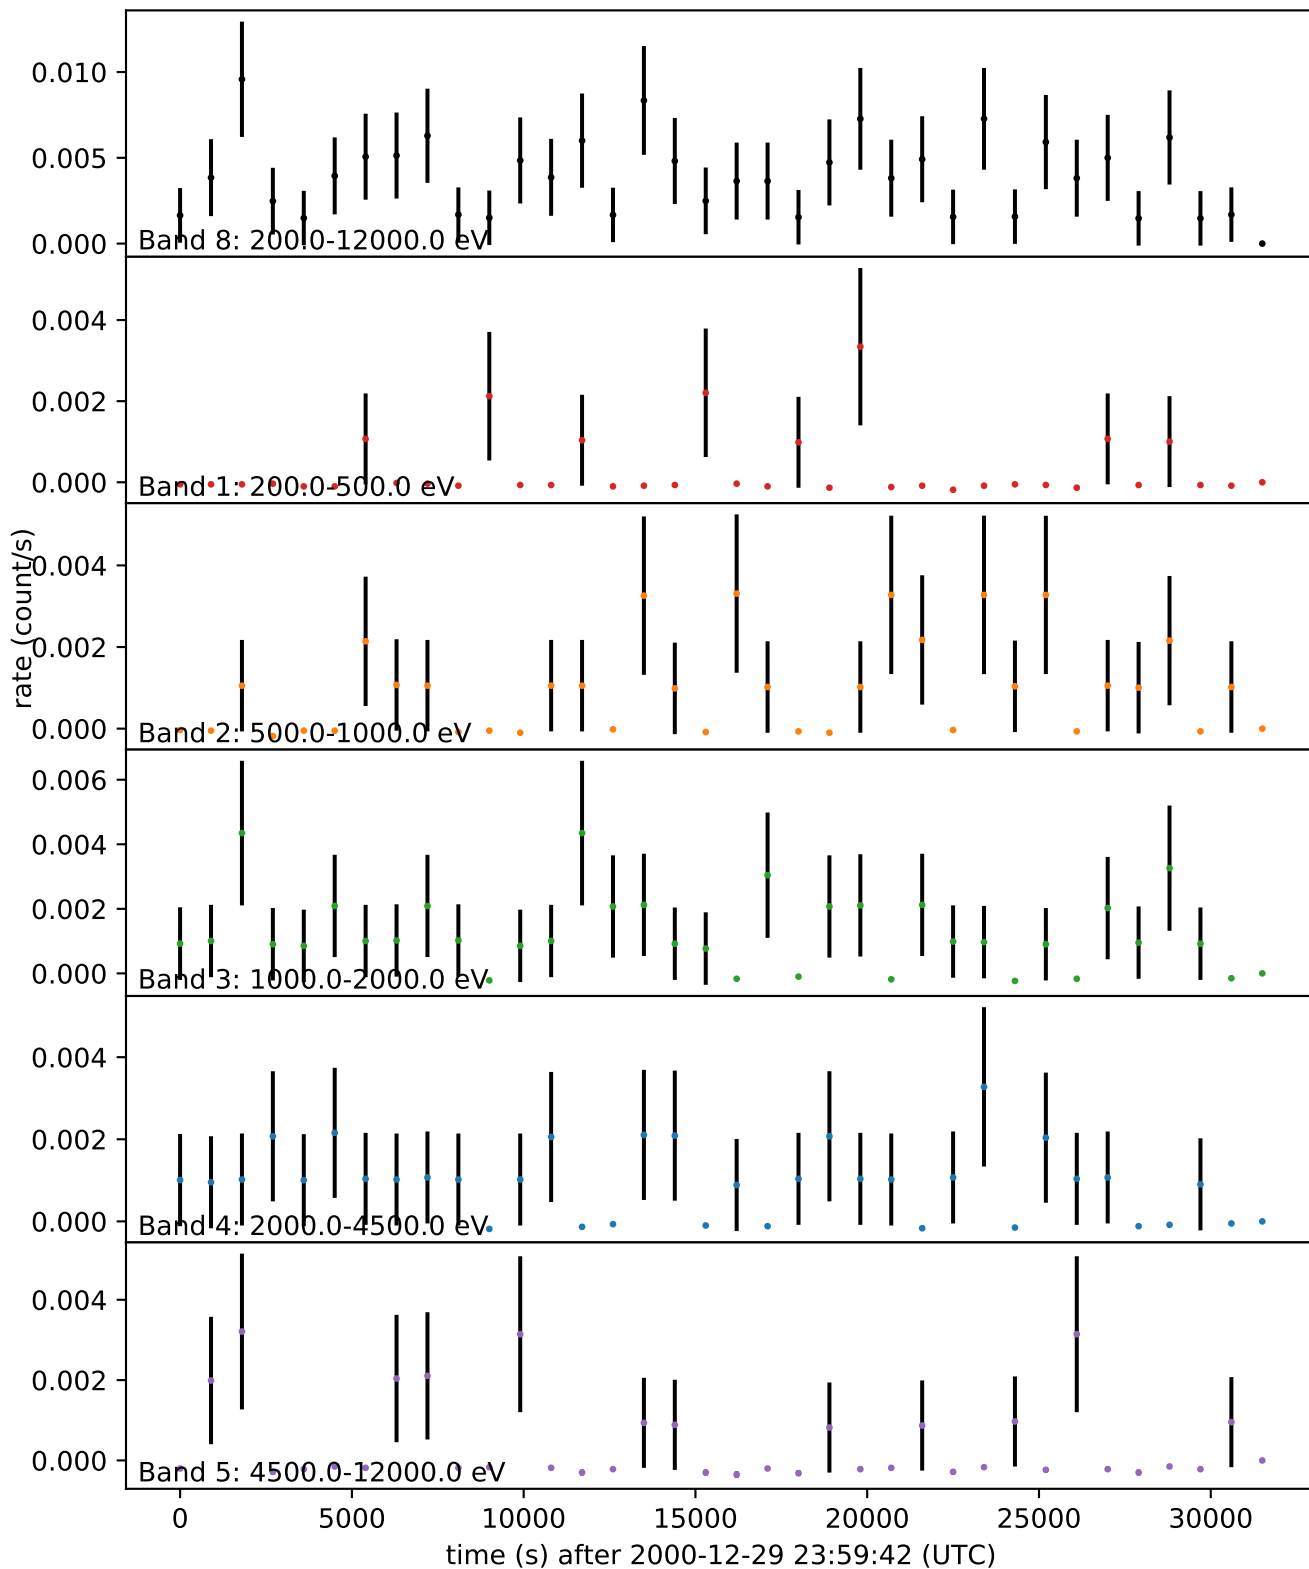 0.010
0.005
0.000
Band 8: 200.0-12000.0 eV
0.004
0.002
0.000
Band 1: 200.0-500.0 eV
rate (count/s)
0.004
0.002
0.000
Band 2: 500.0-1000.0 eV
0.006
0.004
0.002
0.000
Band 3: 1000.0-2000.0 eV
0.004
0.002
0.000
Band 4: 2000.0-4500.0 eV
0.004
0.002
0.000
Band 5: 4500.0-12000.0 eV
0 5000 10000 15000 20000 25000 30000
time (s) after 2000-12-29 23:59:42 (UTC)